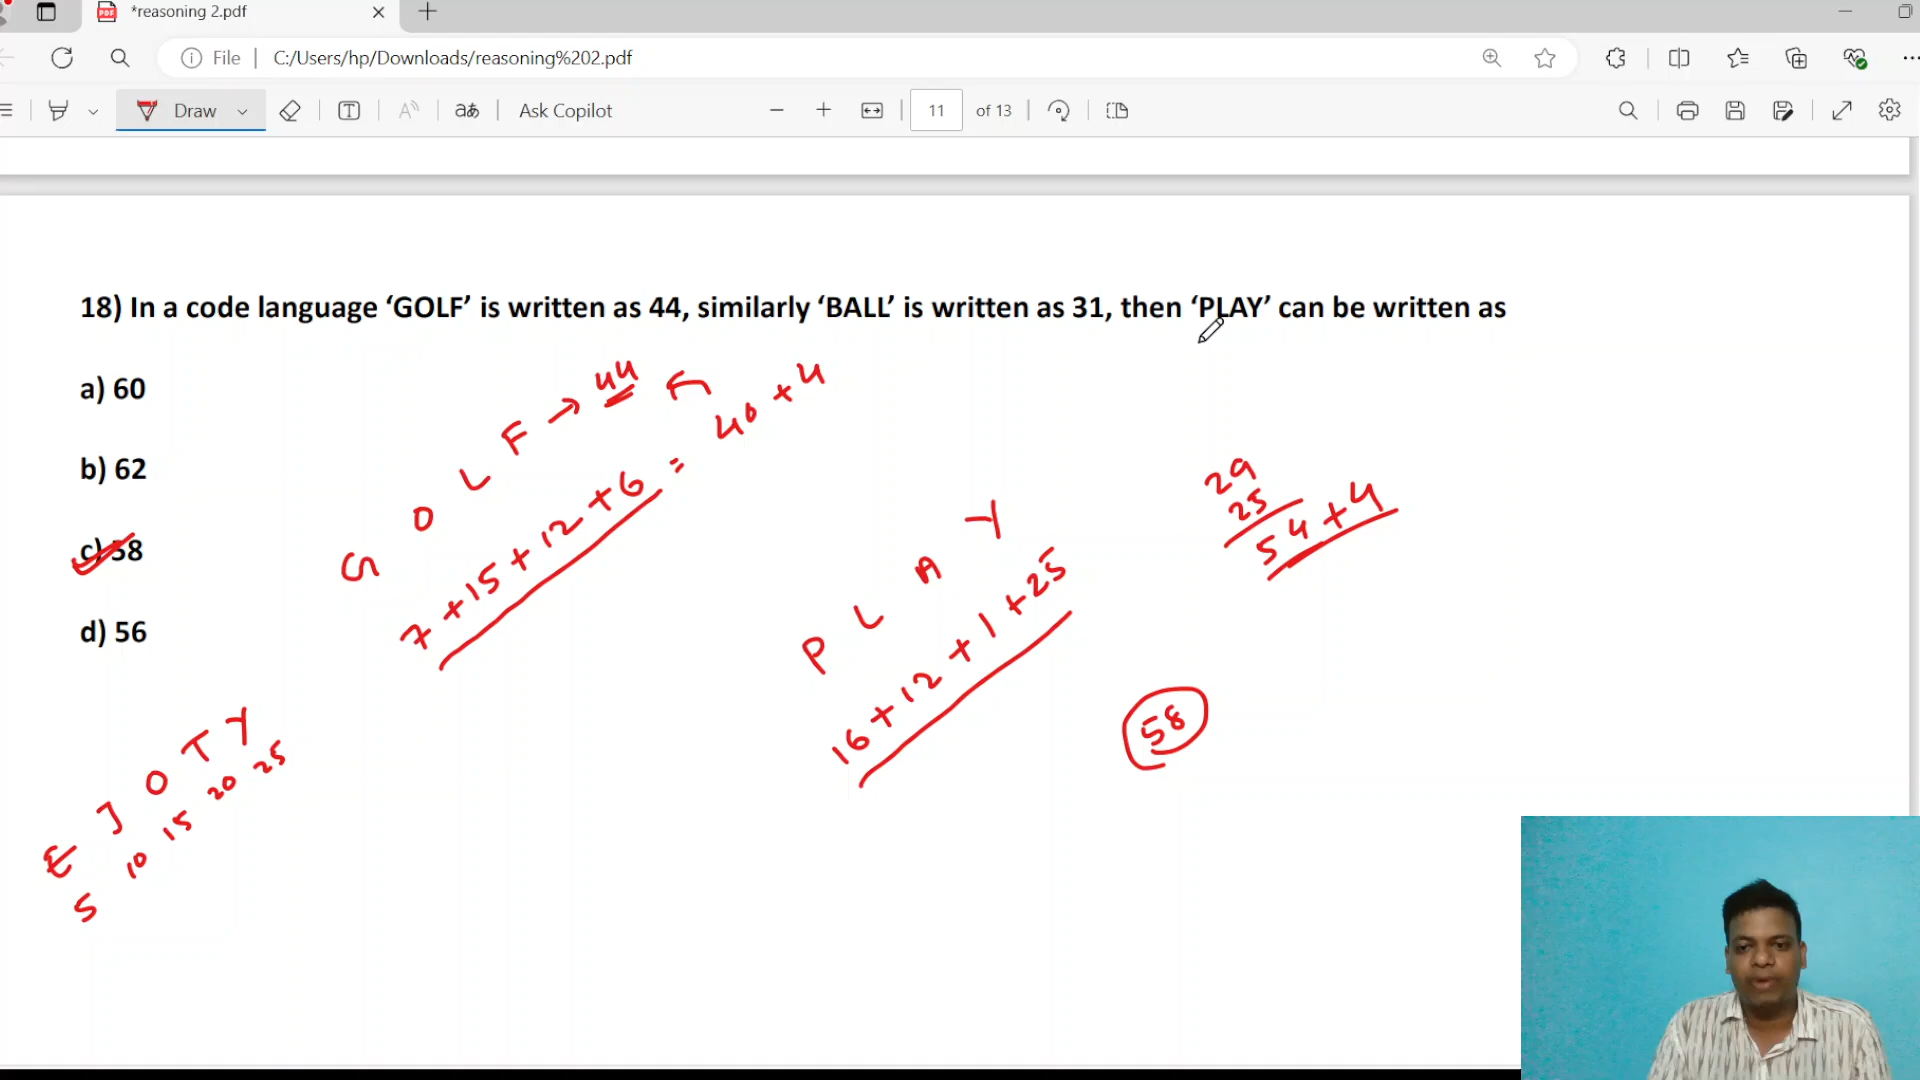 *reasoning 2.pdf
File | C:/Users/hp/Downloads/reasoning%202.pdf
Draw
Ask Copilot
11 of 13
18) In a code language ‘GOLF’ is written as 44, similarly ‘BALL’ is written as 31, then ‘PLAY’ can be written as
a) 60
b) 62
c) 58
d) 56
G O L F → 44
7 + 15 + 12 + 6 = 40 + 4
P L A Y
16 + 12 + 1 + 25
29
25
54 + 4
58
E J O T Y
5 10 15 20 25